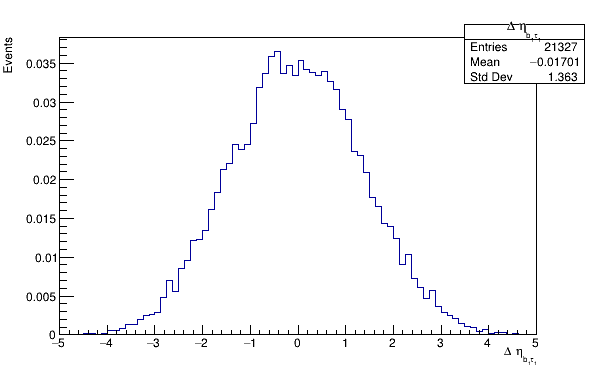 Events
Δ η b₁τ₁
Entries 21327
Mean −0.01701
Std Dev 1.363
0.035
0.03
0.025
0.02
0.015
0.01
0.005
0
−5 −4 −3 −2 −1 0 1 2 3 4 5
Δ η b₁τ₁